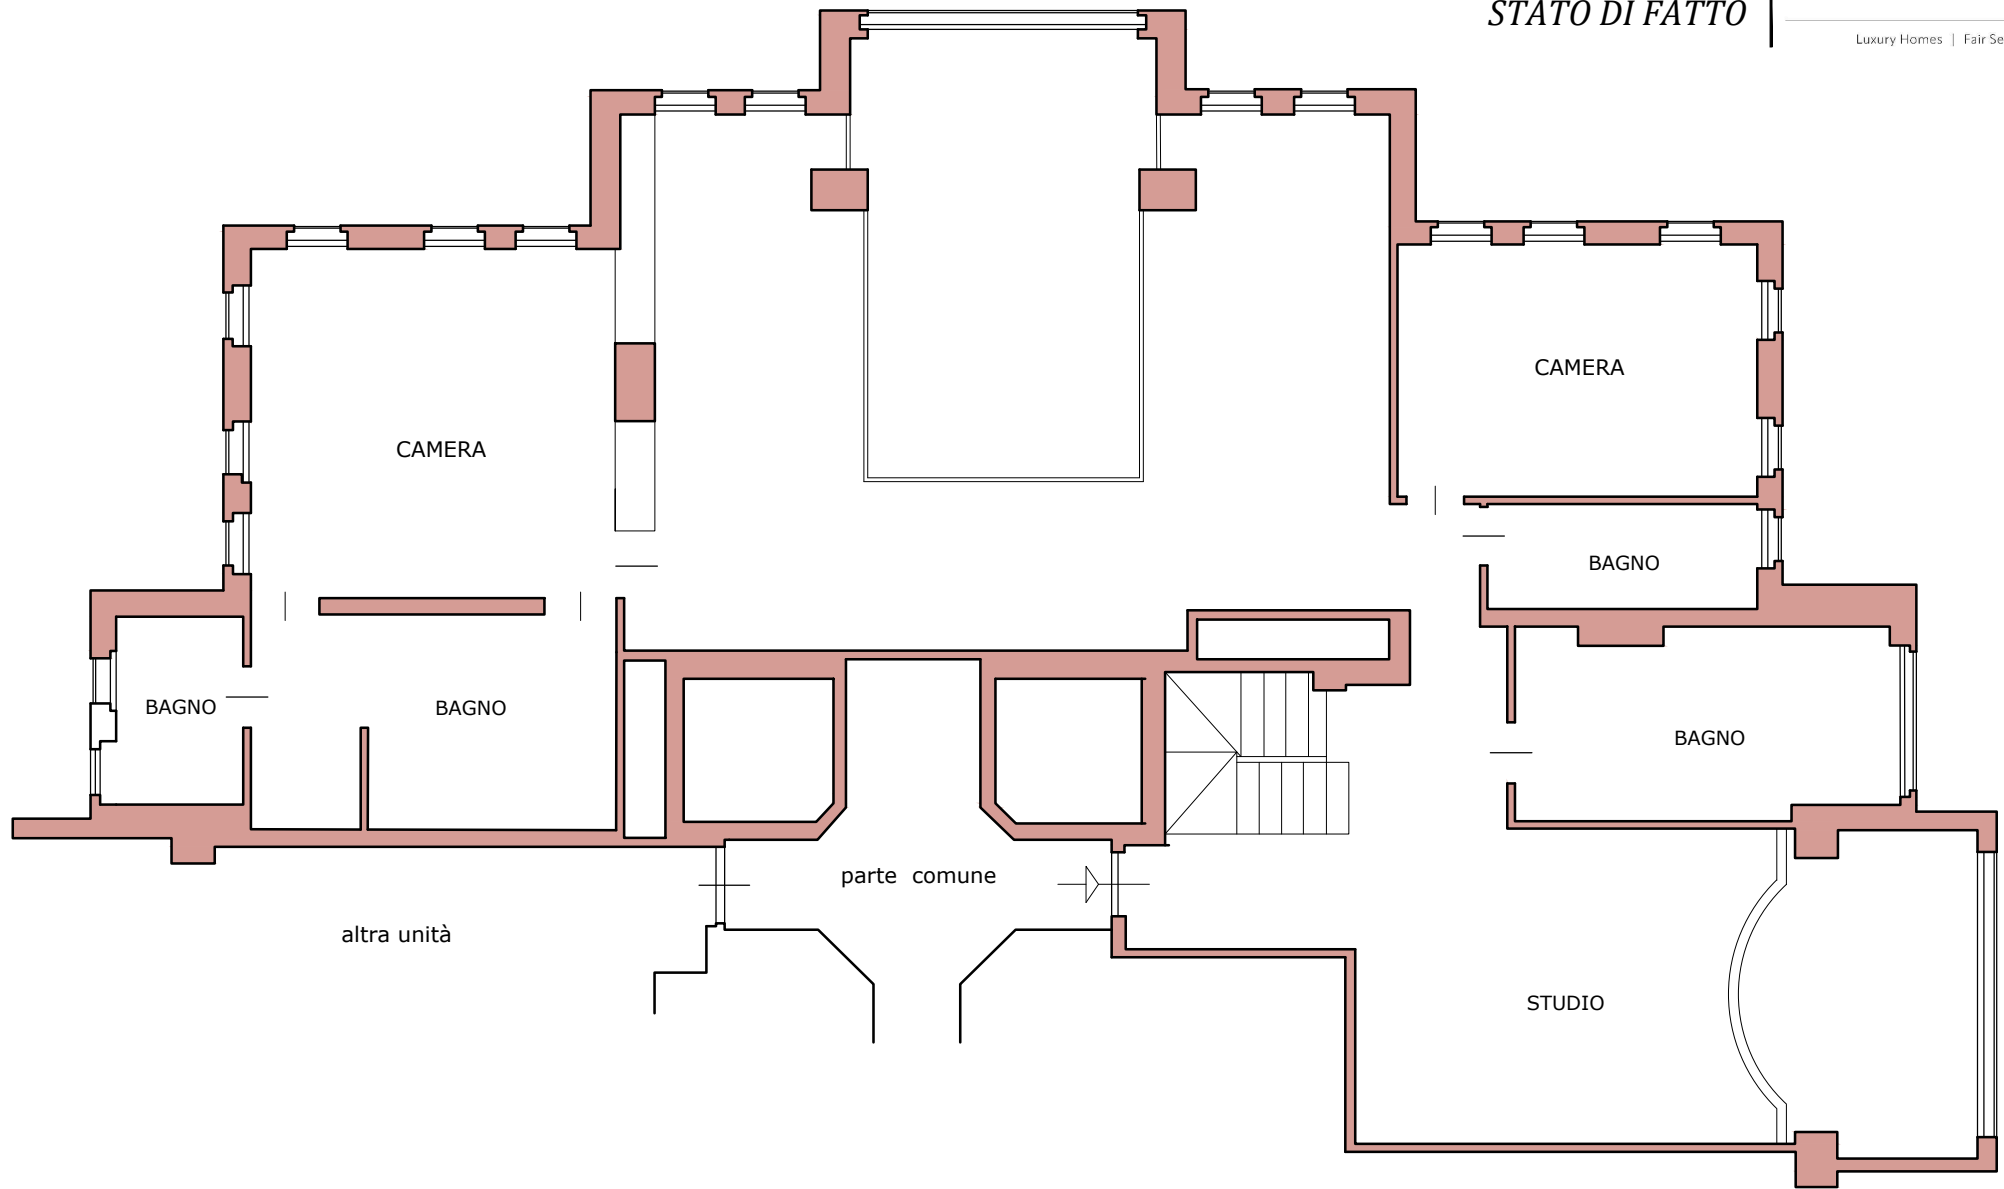 STATO DI FATTO
Luxury Homes | Fair Se
CAMERA
CAMERA
BAGNO
BAGNO
BAGNO
BAGNO
parte comune
altra unità
STUDIO